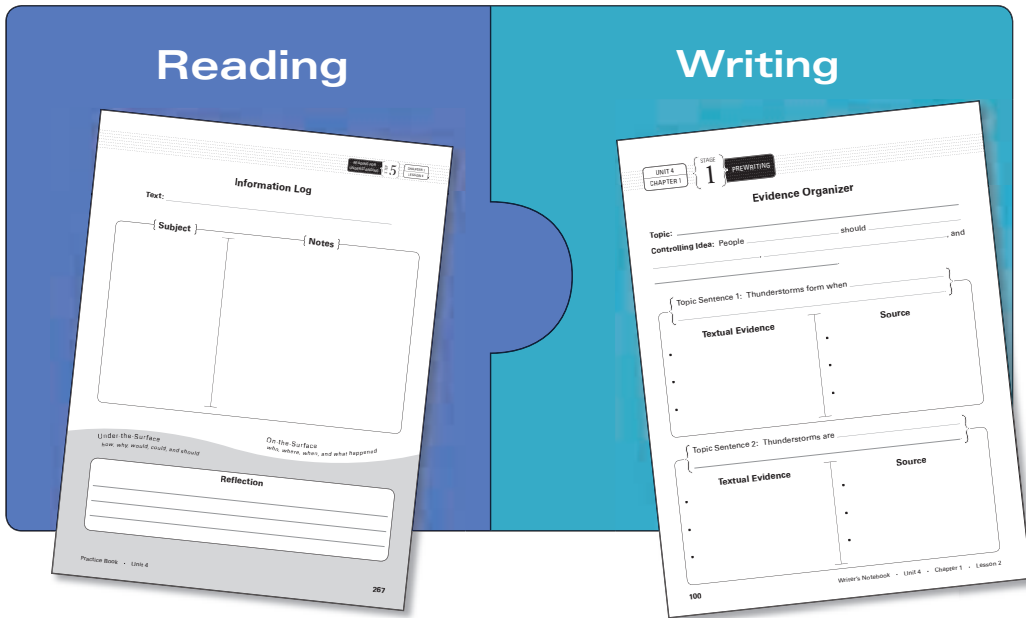 Reading
Writing
5
Information Log
Text:
Subject
Notes
Under-the-Surface
how, why, would, could, and should
On-the-Surface
who, where, when, and what happened
Reflection
Practice Book • Unit 4
267
UNIT 4
CHAPTER 1
STAGE
1
PREWRITING
Evidence Organizer
Topic:
Controlling Idea: People should
, , and
Topic Sentence 1: Thunderstorms form when
Textual Evidence
Source
Topic Sentence 2: Thunderstorms are
Textual Evidence
Source
Writer's Notebook • Unit 4 • Chapter 1 • Lesson 2
100